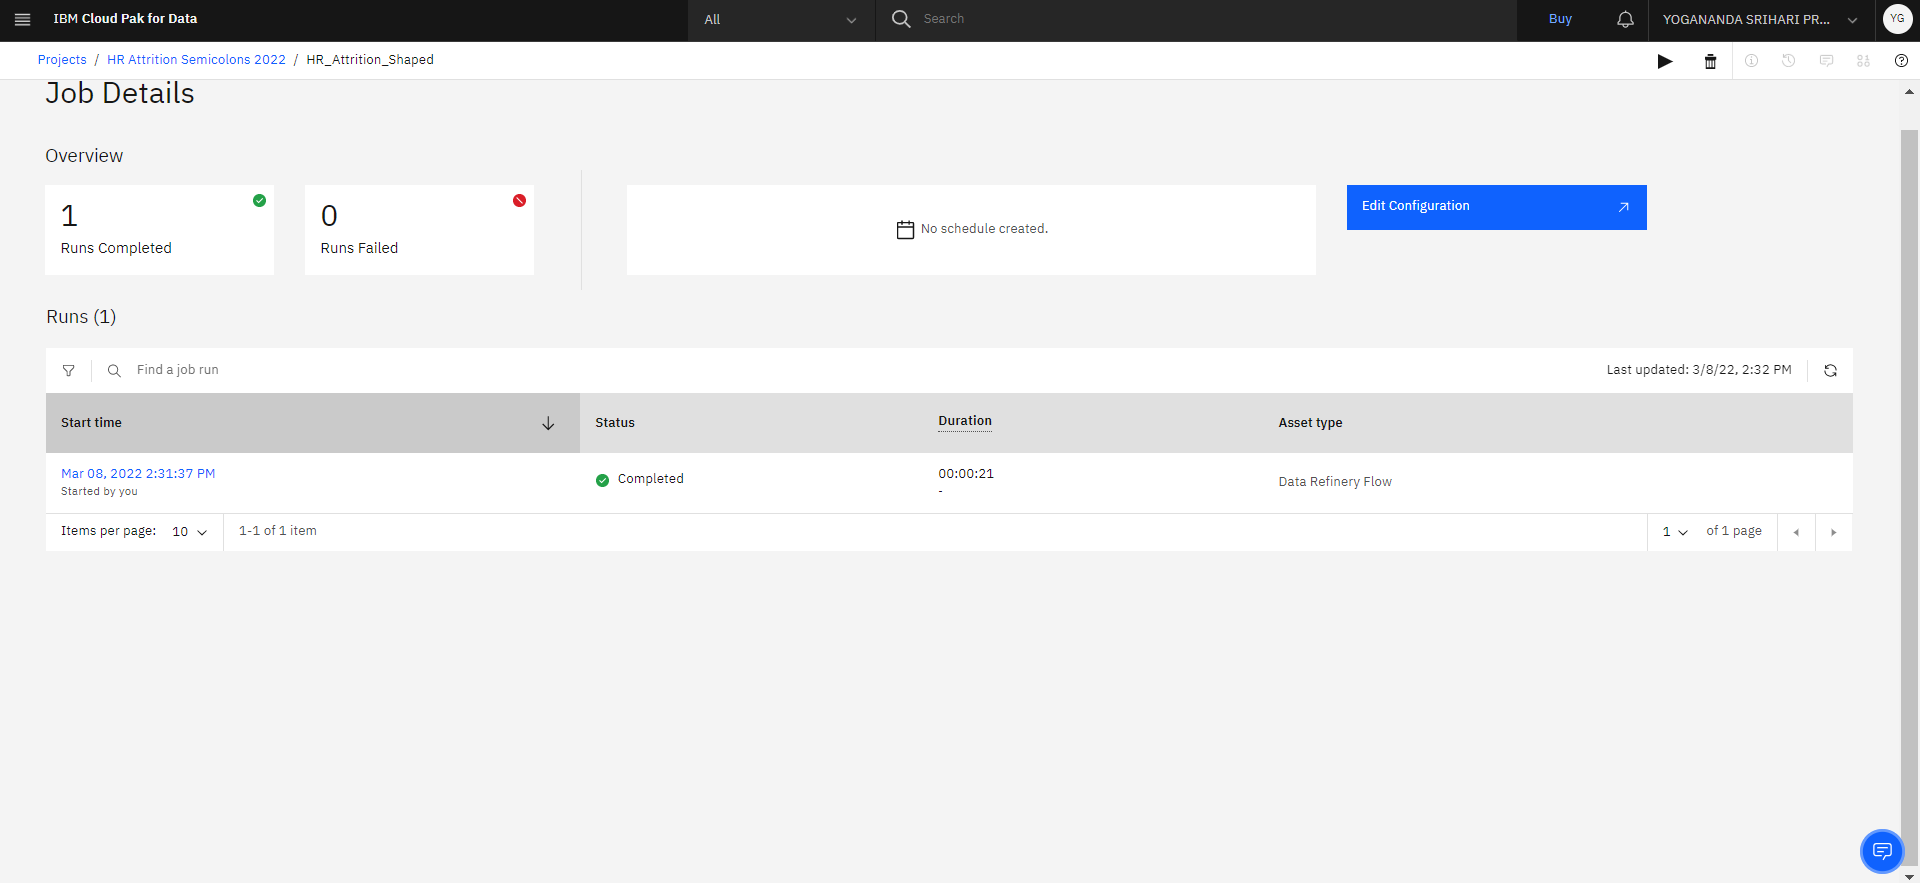 IBM Cloud Pak for Data
All
Search
Buy
YOGANANDA SRIHARI PR...
YG
Projects / HR Attrition Semicolons 2022 / HR_Attrition_Shaped
Job Details
Overview
1
Runs Completed
0
Runs Failed
No schedule created.
Edit Configuration
Runs (1)
Find a job run
Last updated: 3/8/22, 2:32 PM
Start time
Status
Duration
Asset type
Mar 08, 2022 2:31:37 PM
Started by you
Completed
00:00:21
-
Data Refinery Flow
Items per page: 10
1-1 of 1 item
1
of 1 page